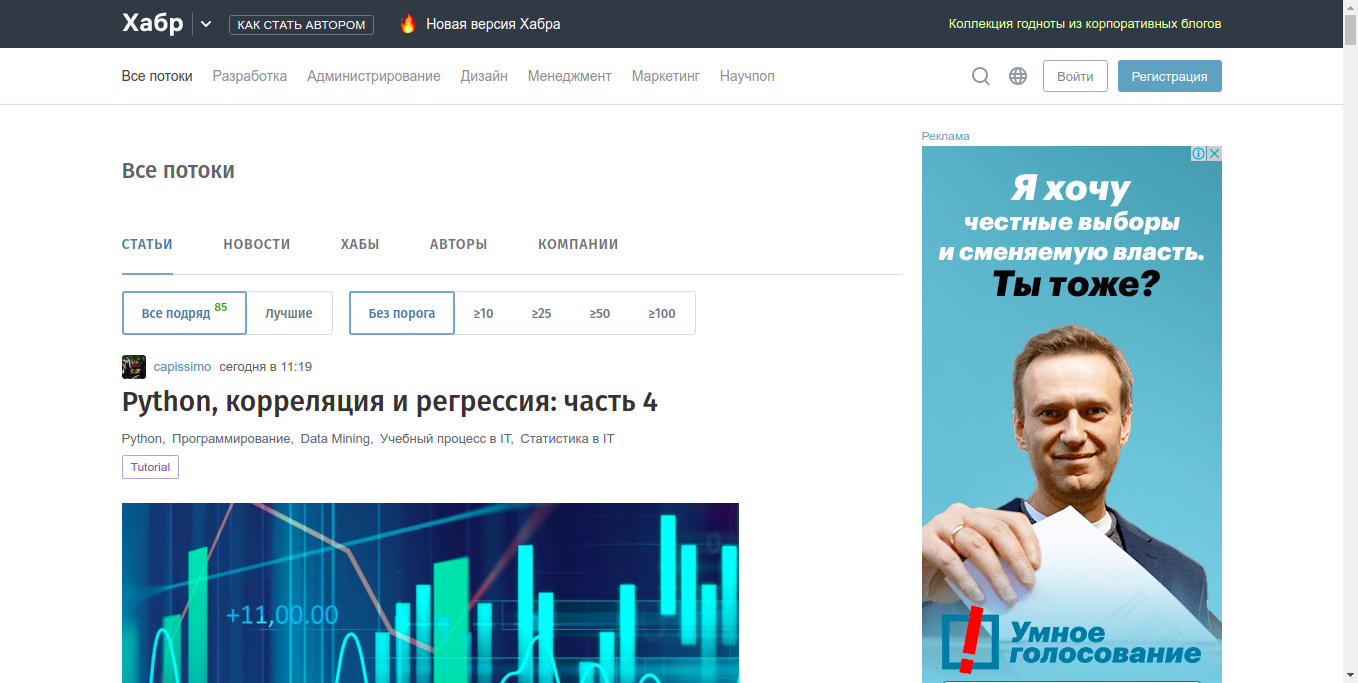 Хабр
КАК СТАТЬ АВТОРОМ
Новая версия Хабра
Коллекция годноты из корпоративных блогов
Все потоки Разработка Администрирование Дизайн Менеджмент Маркетинг Научпоп
Войти
Регистрация
Все потоки
СТАТЬИ НОВОСТИ ХАБЫ АВТОРЫ КОМПАНИИ
Все подряд 85 Лучшие
Без порога ≥10 ≥25 ≥50 ≥100
capissimo сегодня в 11:19
Python, корреляция и регрессия: часть 4
Python, Программирование, Data Mining, Учебный процесс в IT, Статистика в IT
Tutorial
+11,00.00
Реклама
Я хочу
честные выборы
и сменяемую власть.
Ты тоже?
Умное
голосование